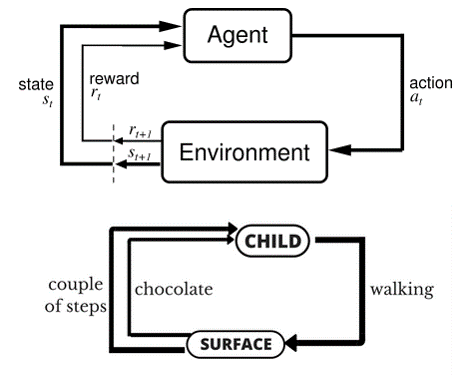 Agent
state
s_t
reward
r_t
action
a_t
r_{t+1}
s_{t+1}
Environment
CHILD
couple
of steps
chocolate
walking
SURFACE